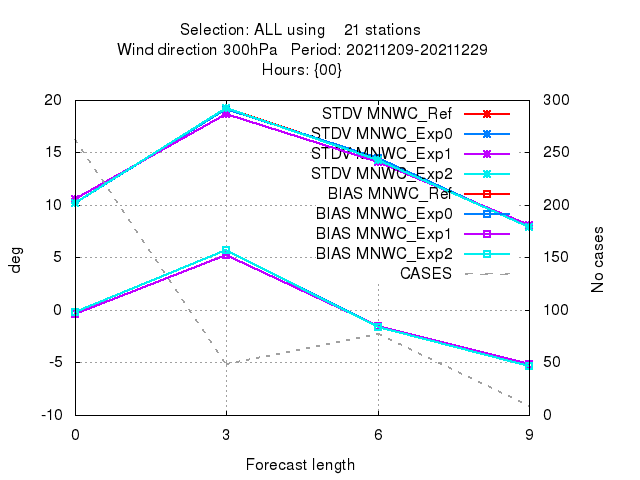 Selection: ALL using    21 stations
Wind direction 300hPa   Period: 20211209-20211229
Hours: {00}
20
15
10
5
0
-5
-10
300
250
200
150
100
50
0
STDV MNWC_Ref
STDV MNWC_Exp0
STDV MNWC_Exp1
STDV MNWC_Exp2
BIAS MNWC_Ref
BIAS MNWC_Exp0
BIAS MNWC_Exp1
BIAS MNWC_Exp2
CASES
deg
No cases
0
3
6
9
Forecast length